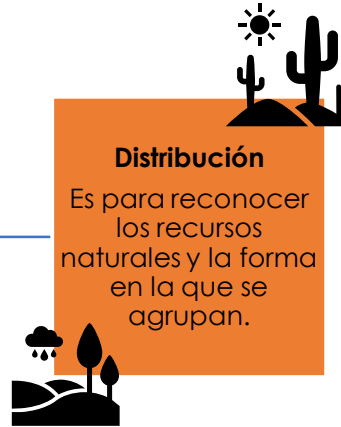 Distribución
Es para reconocer
los recursos
naturales y la forma
en la que se
agrupan.